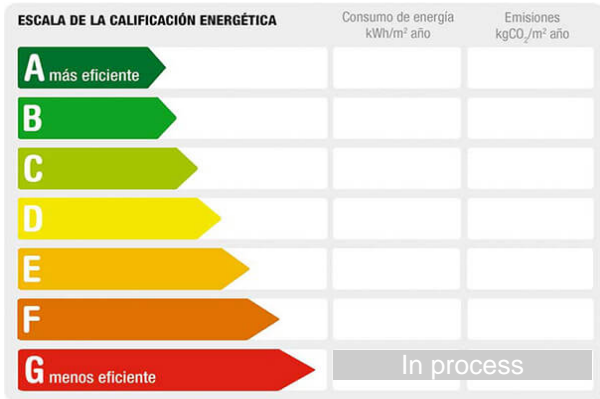 ESCALA DE LA CALIFICACIÓN ENERGÉTICA
Consumo de energía
kWh/m² año
Emisiones
kgCO₂/m² año
A más eficiente
B
C
D
E
F
G menos eficiente
In process